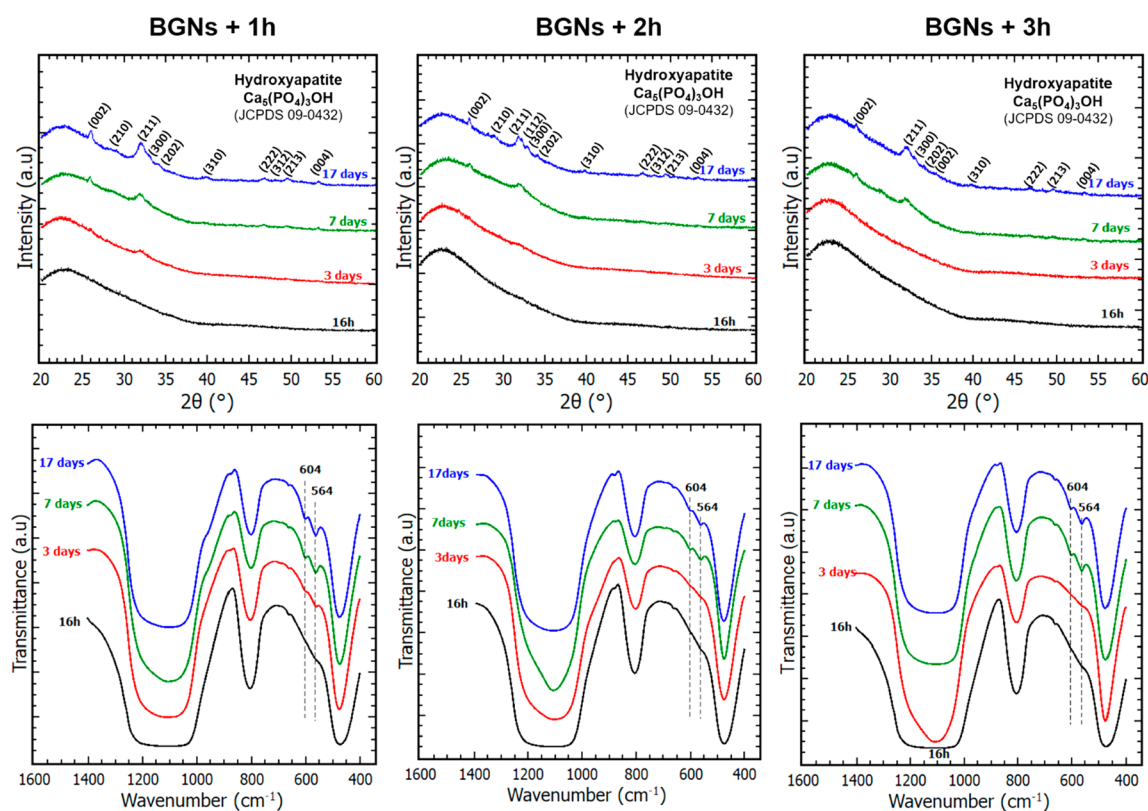 BGNs + 1h
Hydroxyapatite
Ca5(PO4)3OH
(JCPDS 09-0432)
(002)
(210)
(211)
(300)
(202)
(310)
(222)
(312)
(213)
(004)
17 days
7 days
3 days
16h
Intensity (a.u)
20 25 30 35 40 45 50 55 60
2θ (°)
BGNs + 2h
Hydroxyapatite
Ca5(PO4)3OH
(JCPDS 09-0432)
(002)
(210)
(211)
(112)
(300)
(202)
(310)
(222)
(312)
(213)
(004)
17 days
7 days
3 days
16h
Intensity (a.u)
20 25 30 35 40 45 50 55 60
2θ (°)
BGNs + 3h
Hydroxyapatite
Ca5(PO4)3OH
(JCPDS 09-0432)
(002)
(211)
(300)
(202)
(002)
(310)
(222)
(213)
(004)
17 days
7 days
3 days
16h
Intensity (a.u)
20 25 30 35 40 45 50 55 60
2θ (°)
17 days
7 days
3 days
16h
604
564
Transmittance (a.u)
1600 1400 1200 1000 800 600 400
Wavenumber (cm-1)
17days
7days
3days
16h
604
564
Transmittance (a.u)
1600 1400 1200 1000 800 600 400
Wavenumber (cm-1)
17 days
7 days
3 days
16h
604
564
16h
Transmittance (a.u)
1600 1400 1200 1000 800 600 400
Wavenumber (cm-1)